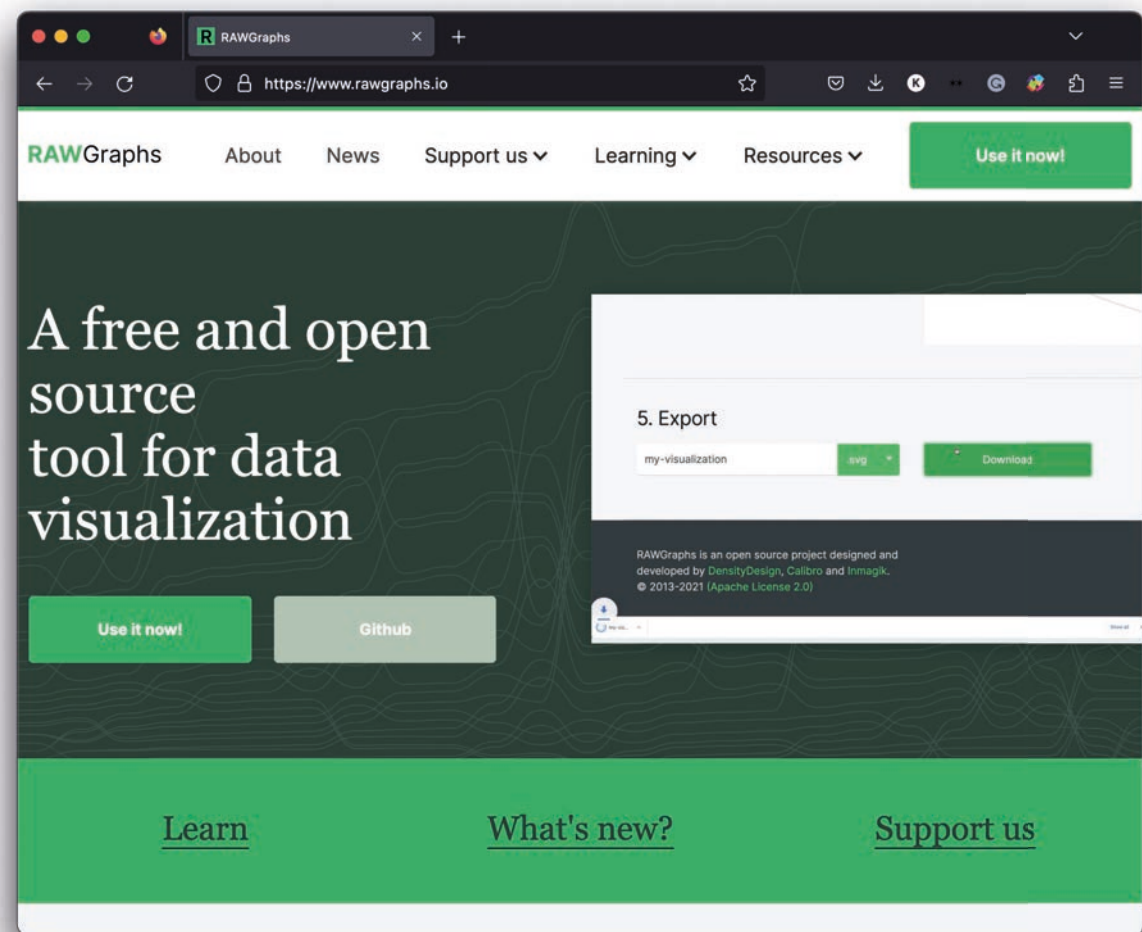 RAWGraphs
https://www.rawgraphs.io
K
RAWGraphs About News Support us Learning Resources Use it now!
A free and open
source
tool for data
visualization
Use it now! Github
5. Export
my-visualization .svg Download
RAWGraphs is an open source project designed and
developed by DensityDesign, Calibro and Inmagik.
© 2013-2021 (Apache License 2.0)
Learn What's new? Support us